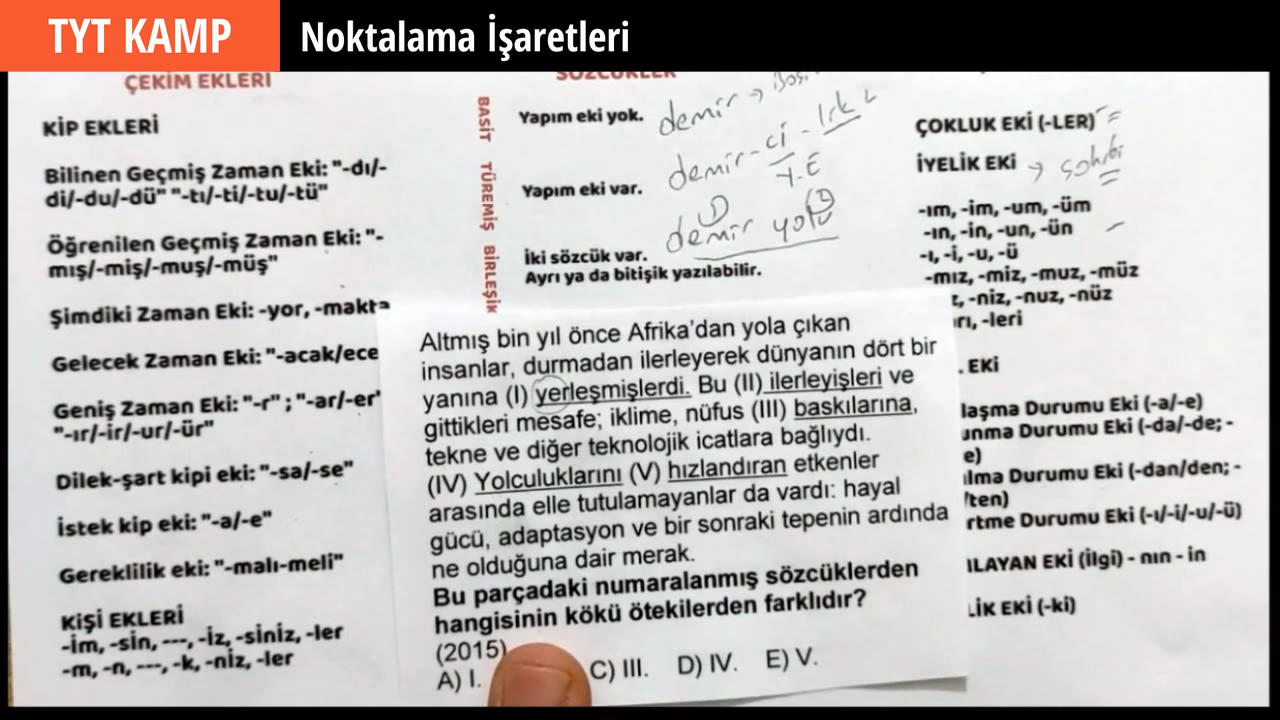 TYT KAMP
Noktalama İşaretleri
ÇEKİM EKLERİ
KİP EKLERİ
Bilinen Geçmiş Zaman Eki: "-dı/-
di/-du/-dü" "-tı/-ti/-tu/-tü"
Öğrenilen Geçmiş Zaman Eki: "-
mış/-miş/-muş/-müş"
Şimdiki Zaman Eki: -yor, -makta
Gelecek Zaman Eki: "-acak/ece
Geniş Zaman Eki: "-r" ; "-ar/-er"
"-ır/-ir/-ur/-ür"
Dilek-şart kipi eki: "-sa/-se"
İstek kip eki: "-a/-e"
Gereklilik eki: "-malı-meli"
KİŞİ EKLERİ
-im, -sin, ---, -iz, -siniz, -ler
-m, -n, ---, -k, -niz, -ler
SÖZCÜKLER
BASİT TÜREMİŞ BİRLEŞİK
Yapım eki yok.
demir →
Yapım eki var.
demir-ci-lik
Y.E
İki sözcük var.
Ayrı ya da bitişik yazılabilir.
demir yolu
Altmış bin yıl önce Afrika'dan yola çıkan
insanlar, durmadan ilerleyerek dünyanın dört bir
yanına (I) yerleşmişlerdi. Bu (II) ilerleyişleri ve
gittikleri mesafe; iklime, nüfus (III) baskılarına,
tekne ve diğer teknolojik icatlara bağlıydı.
(IV) Yolculuklarını (V) hızlandıran etkenler
arasında elle tutulamayanlar da vardı: hayal
gücü, adaptasyon ve bir sonraki tepenin ardında
ne olduğuna dair merak.
Bu parçadaki numaralanmış sözcüklerden
hangisinin kökü ötekilerden farklıdır?
(2015)
A) I. C) III. D) IV. E) V.
ÇOKLUK EKİ (-LER)
İYELİK EKİ →
-ım, -im, -um, -üm
-ın, -in, -un, -ün
-ı, -i, -u, -ü
-mız, -miz, -muz, -müz
z, -niz, -nuz, -nüz
rı, -leri
. EKİ
laşma Durumu Eki (-a/-e)
unma Durumu Eki (-da/-de; -
e)
lma Durumu Eki (-dan/den; -
/ten)
rtme Durumu Eki (-ı/-i/-u/-ü)
LAYAN EKİ (İlgi) - nın - in
LİK EKİ (-ki)